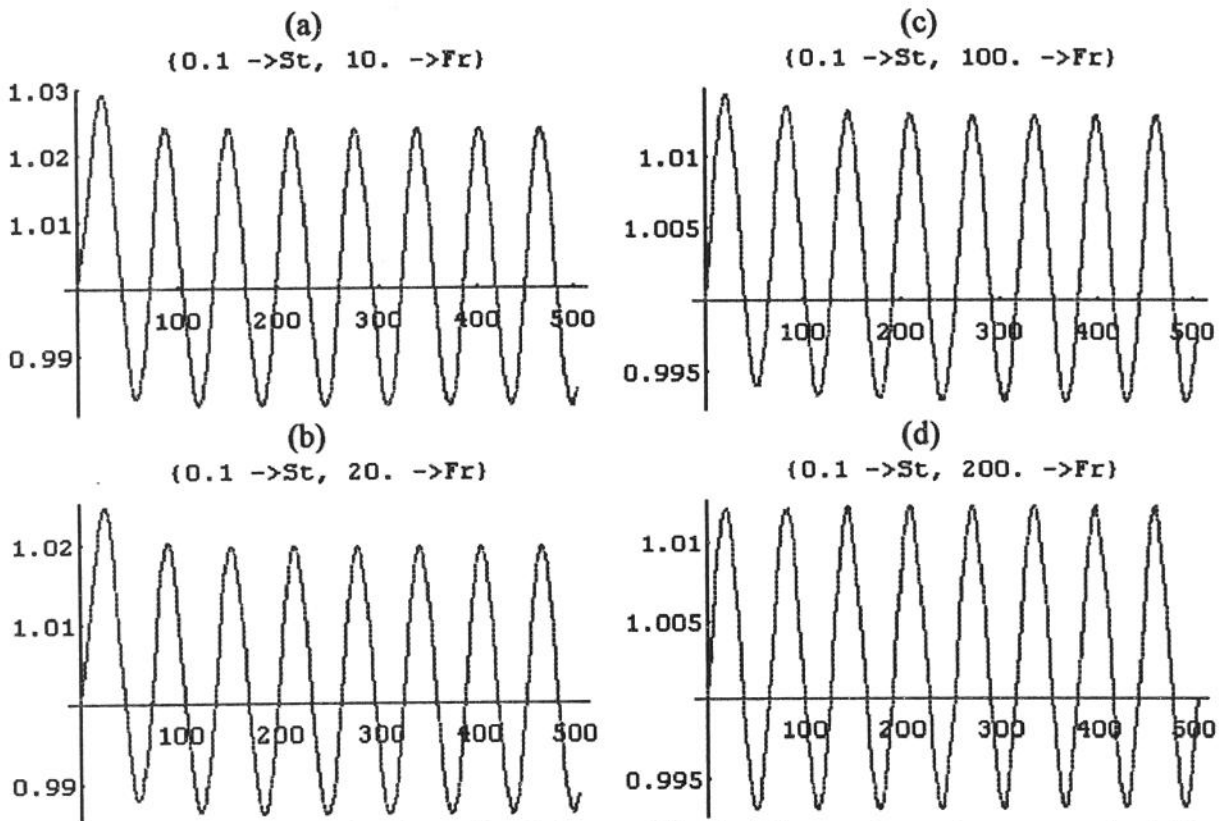 (a)
{0.1 ->St, 10. ->Fr}
1.03
1.02
1.01
0.99
100 200 300 400 500
(b)
{0.1 ->St, 20. ->Fr}
1.02
1.01
0.99
100 200 300 400 500
(c)
{0.1 ->St, 100. ->Fr}
1.01
1.005
0.995
100 200 300 400 500
(d)
{0.1 ->St, 200. ->Fr}
1.01
1.005
0.995
100 200 300 400 500